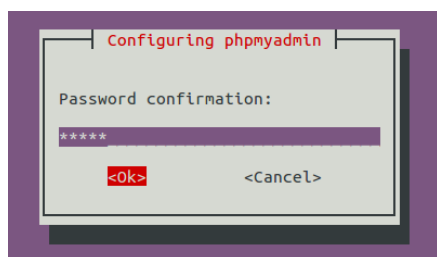 Configuring phpmyadmin
Password confirmation:
*****
<Ok> <Cancel>